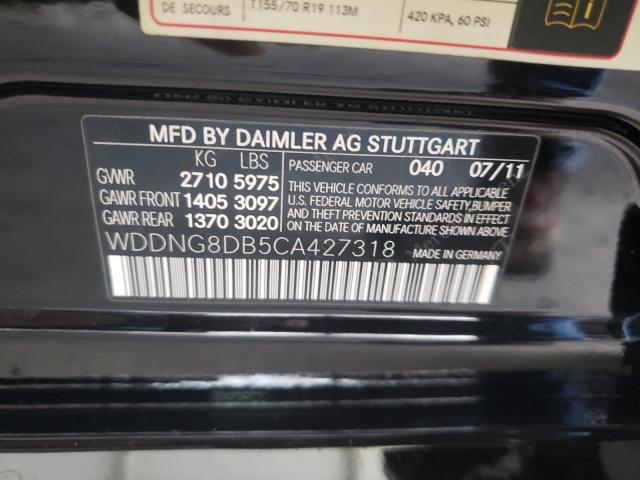 DE SECOURS T155/70 R19 113M 420 KPA, 60 PSI
MFD BY DAIMLER AG STUTTGART
KG LBS
GVWR 2710 5975
GAWR FRONT 1405 3097
GAWR REAR 1370 3020
PASSENGER CAR 040 07/11
THIS VEHICLE CONFORMS TO ALL APPLICABLE
U.S. FEDERAL MOTOR VEHICLE SAFETY,BUMPER
AND THEFT PREVENTION STANDARDS IN EFFECT
ON THE DATE OF MANUFACTURE SHOWN ABOVE.
WDDNG8DB5CA427318
MADE IN GERMANY